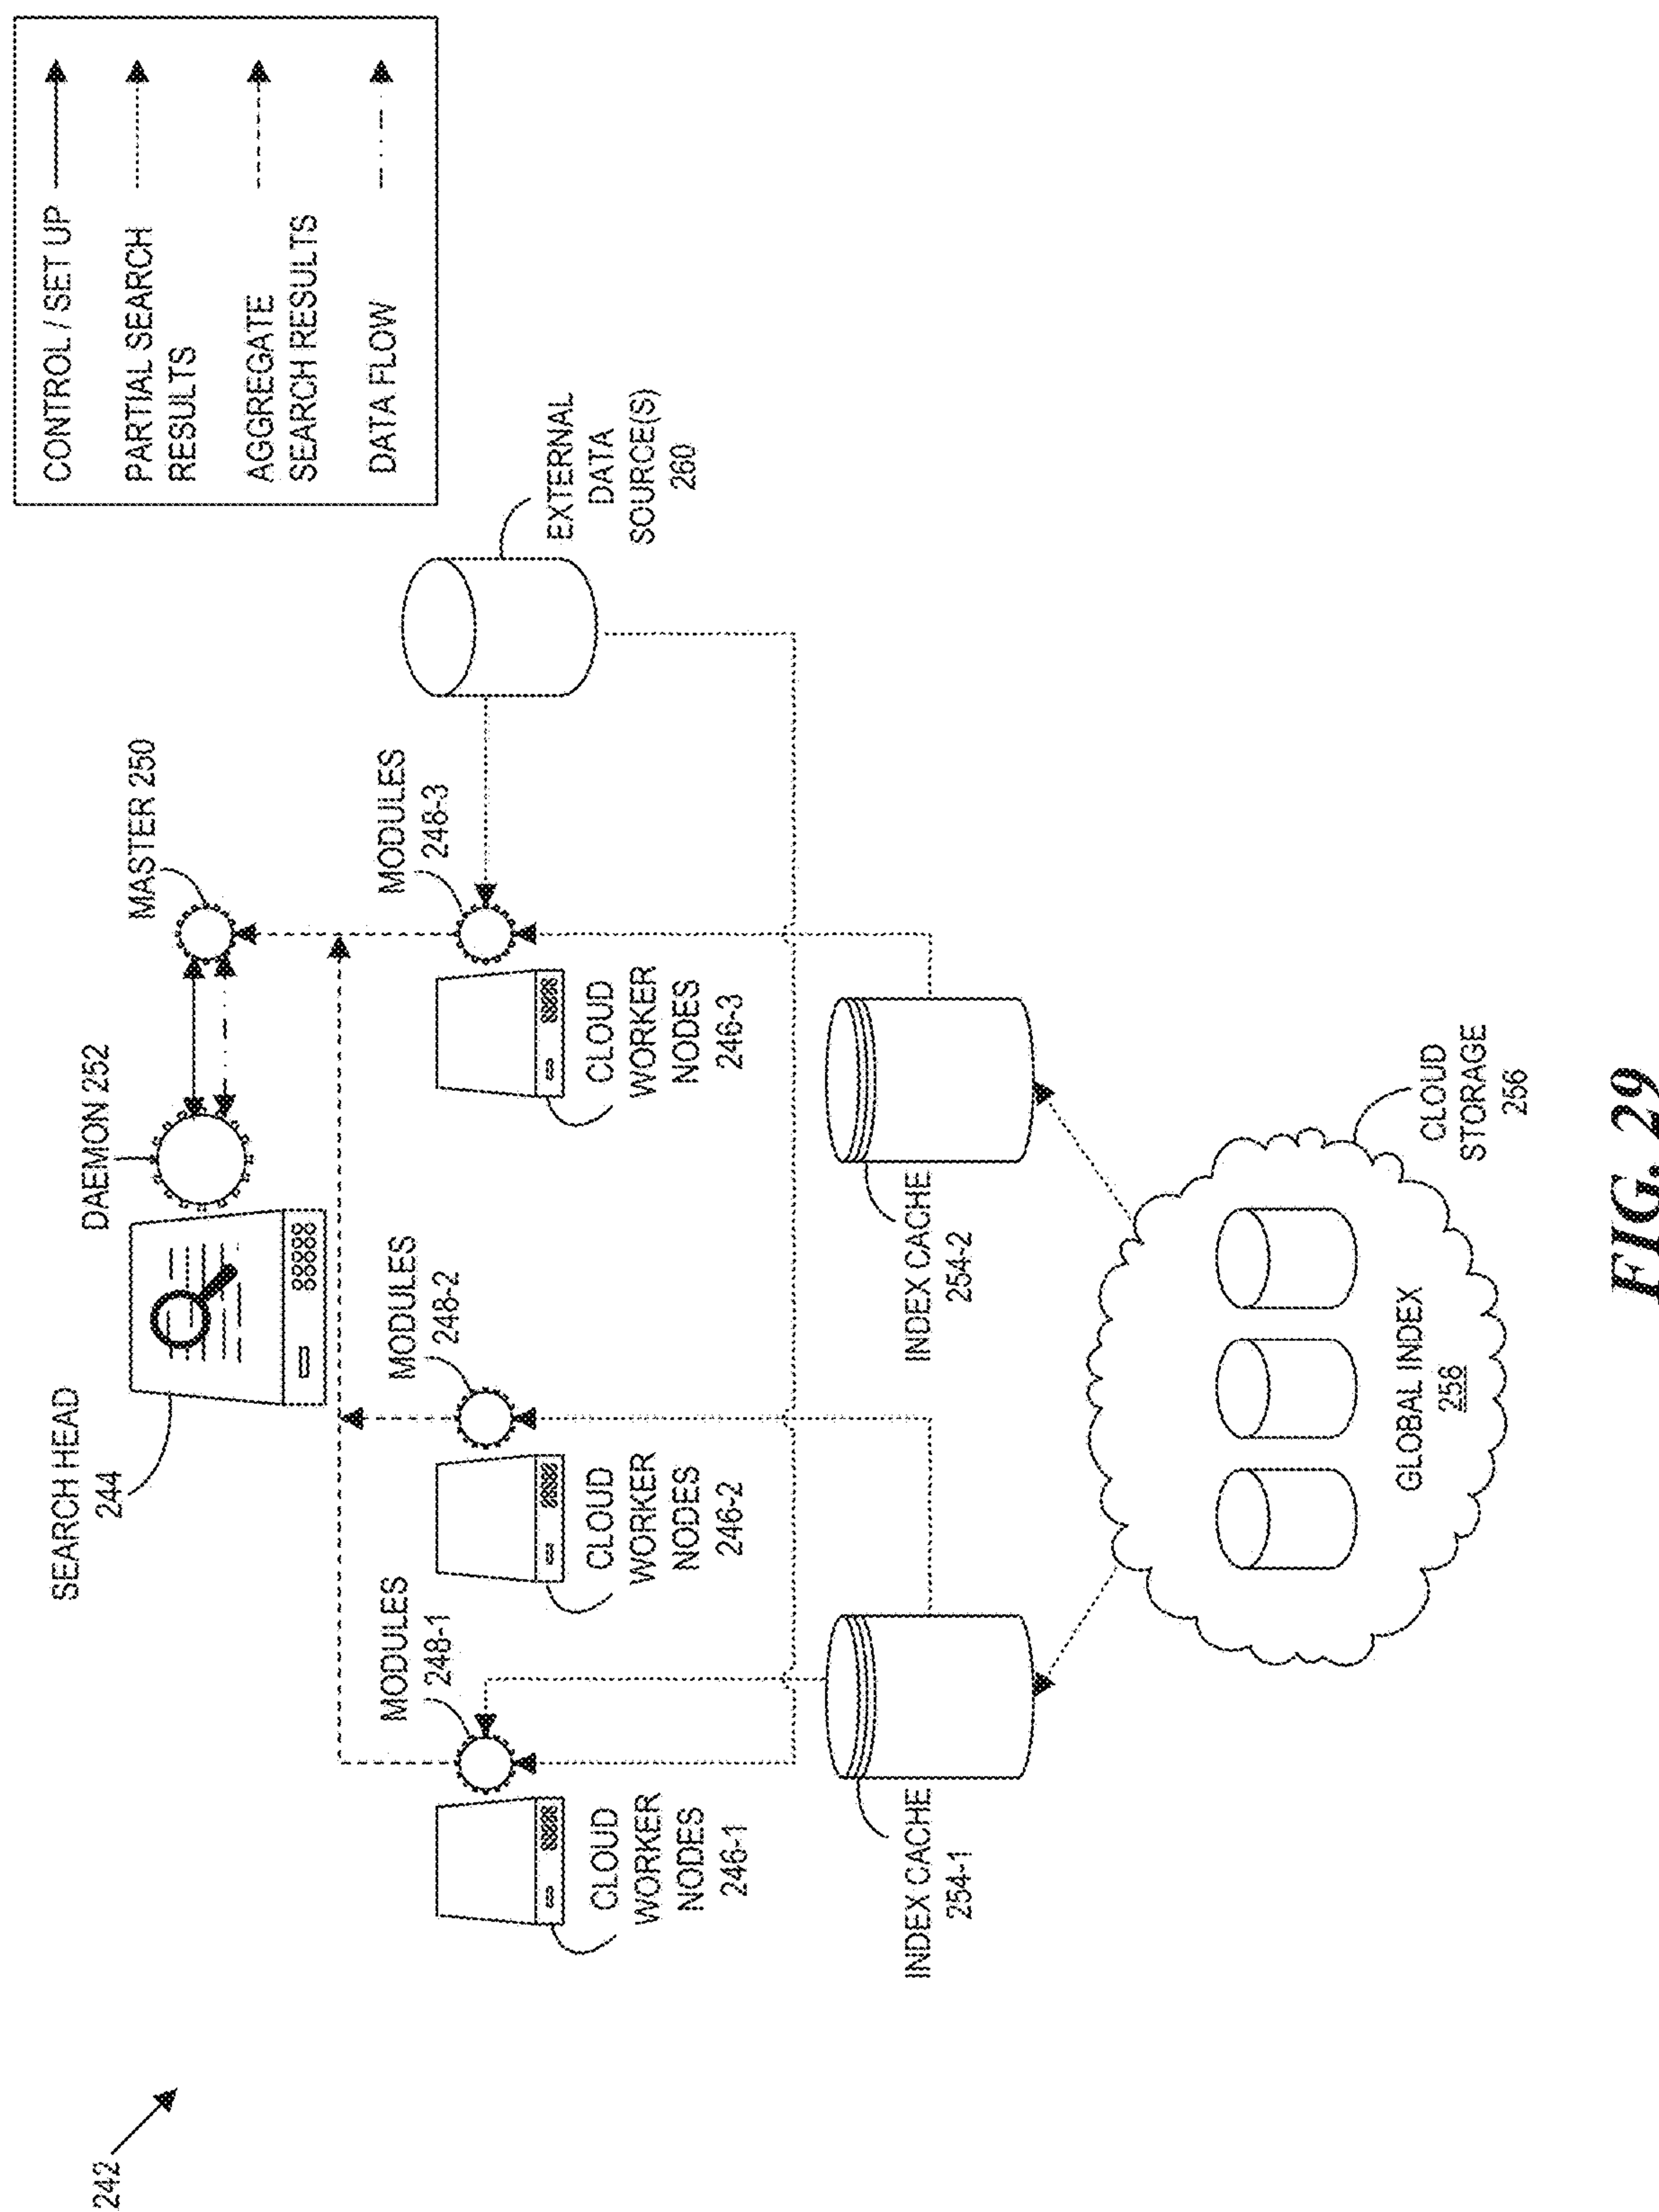 242
SEARCH HEAD
244
DAEMON 252
MASTER 250
CONTROL / SET UP
PARTIAL SEARCH
RESULTS
AGGREGATE
SEARCH RESULTS
DATA FLOW
MODULES
248-1
MODULES
248-2
MODULES
248-3
CLOUD
WORKER
NODES
246-1
CLOUD
WORKER
NODES
246-2
CLOUD
WORKER
NODES
246-3
EXTERNAL
DATA
SOURCE(S)
260
INDEX CACHE
254-1
INDEX CACHE
254-2
GLOBAL INDEX
258
CLOUD
STORAGE
256
FIG. 29